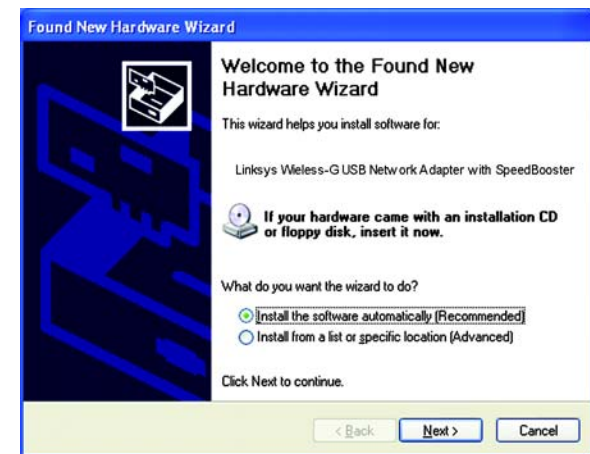 Found New Hardware Wizard
Welcome to the Found New
Hardware Wizard
This wizard helps you install software for:
Linksys Wieless-G USB Network Adapter with SpeedBooster
If your hardware came with an installation CD
or floppy disk, insert it now.
What do you want the wizard to do?
Install the software automatically (Recommended)
Install from a list or specific location (Advanced)
Click Next to continue.
< Back Next > Cancel